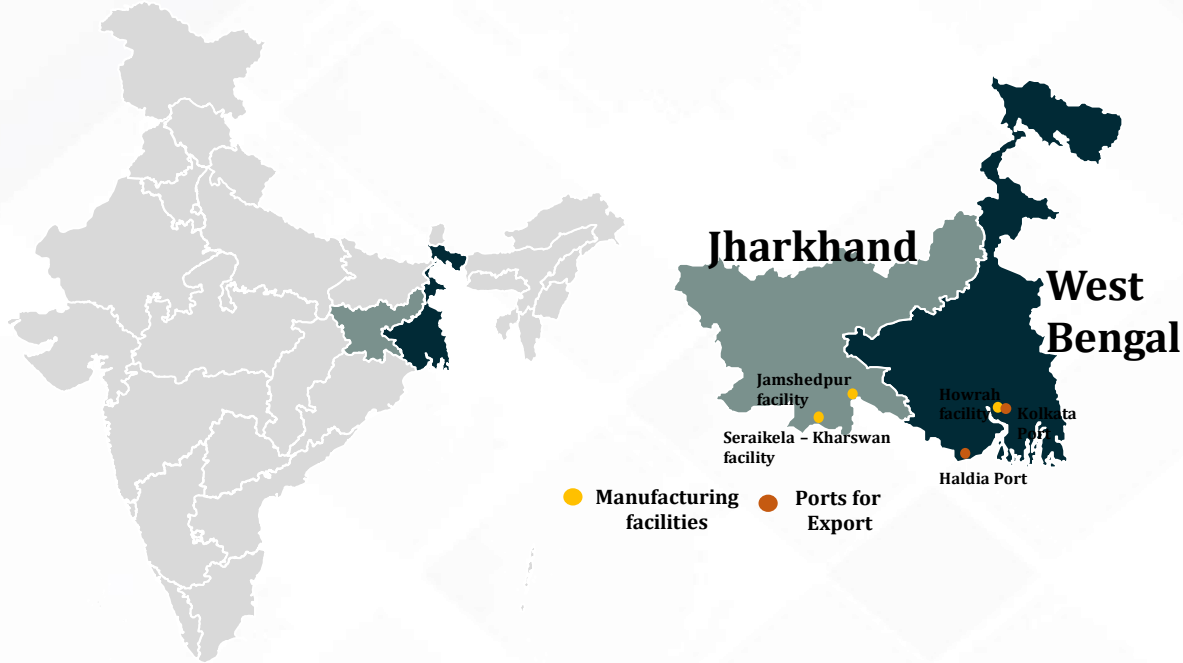 Jharkhand
West
Bengal
Jamshedpur
facility
Seraikela – Kharswan
facility
Howrah
facility
Kolkata
Port
Haldia Port
Manufacturing
facilities
Ports for
Export